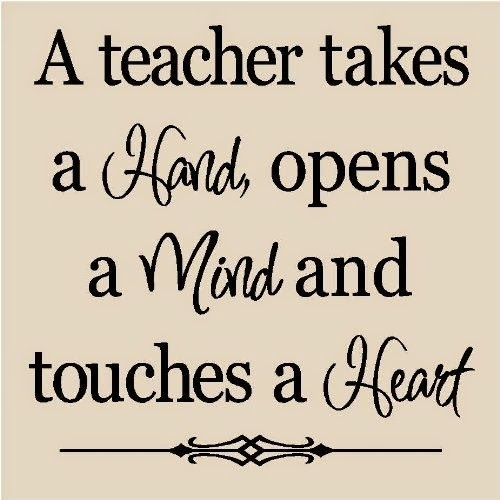 A teacher takes
a Hand, opens
a Mind and
touches a Heart